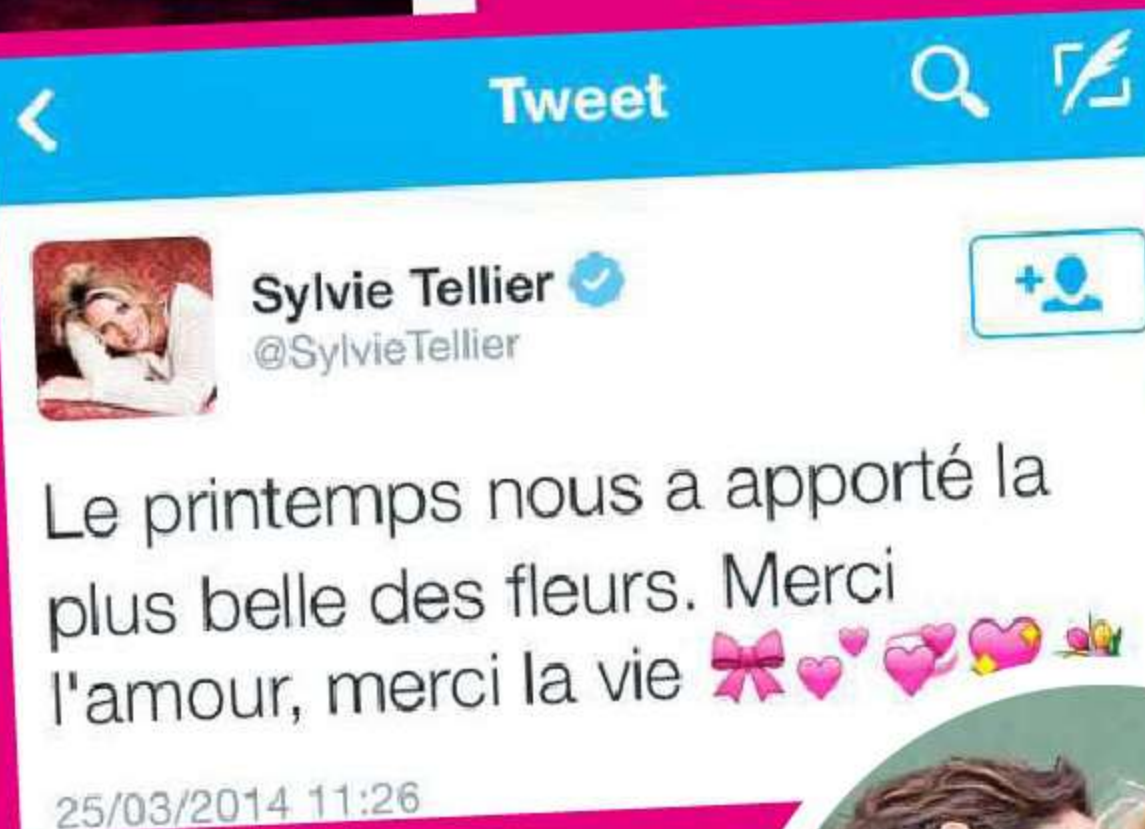 Tweet
Sylvie Tellier
@SylvieTellier
Le printemps nous a apporté la
plus belle des fleurs. Merci
l'amour, merci la vie 🎀💕💞💖🌷
25/03/2014 11:26